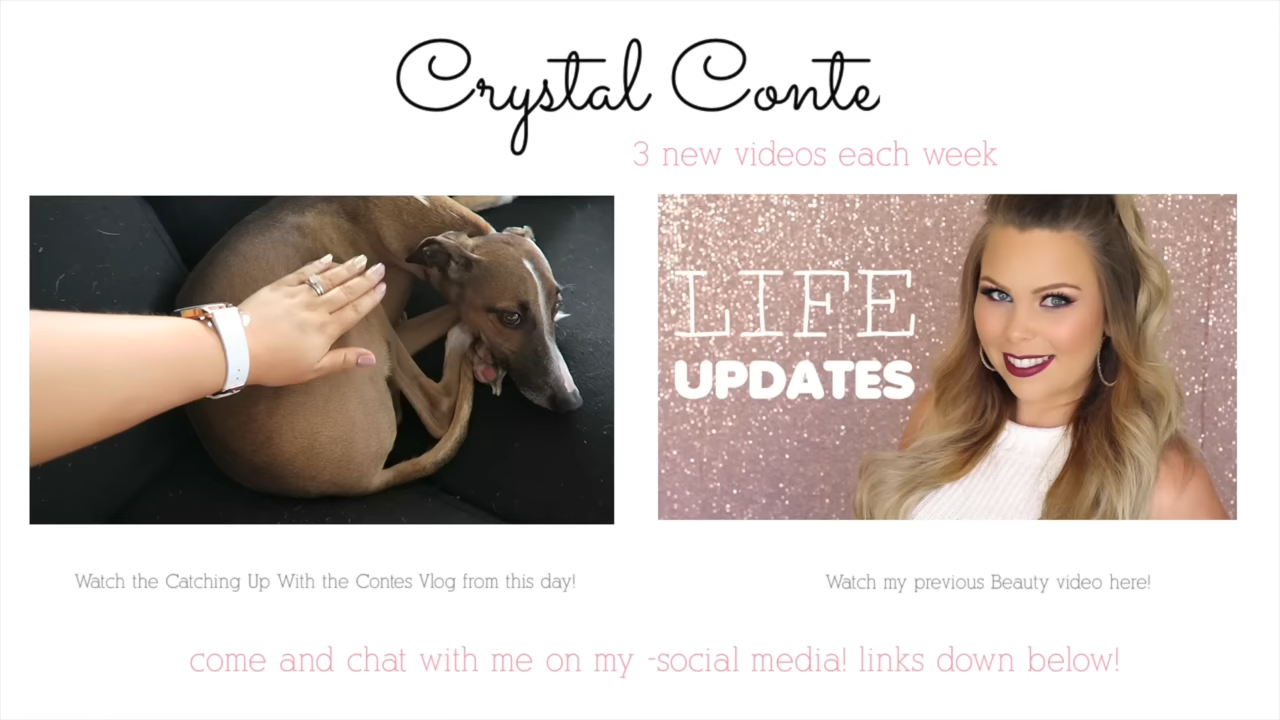 Crystal Conte
3 new videos each week
LIFE
UPDATES
Watch the Catching Up With the Contes Vlog from this day!
Watch my previous Beauty video here!
come and chat with me on my -social media! links down below!